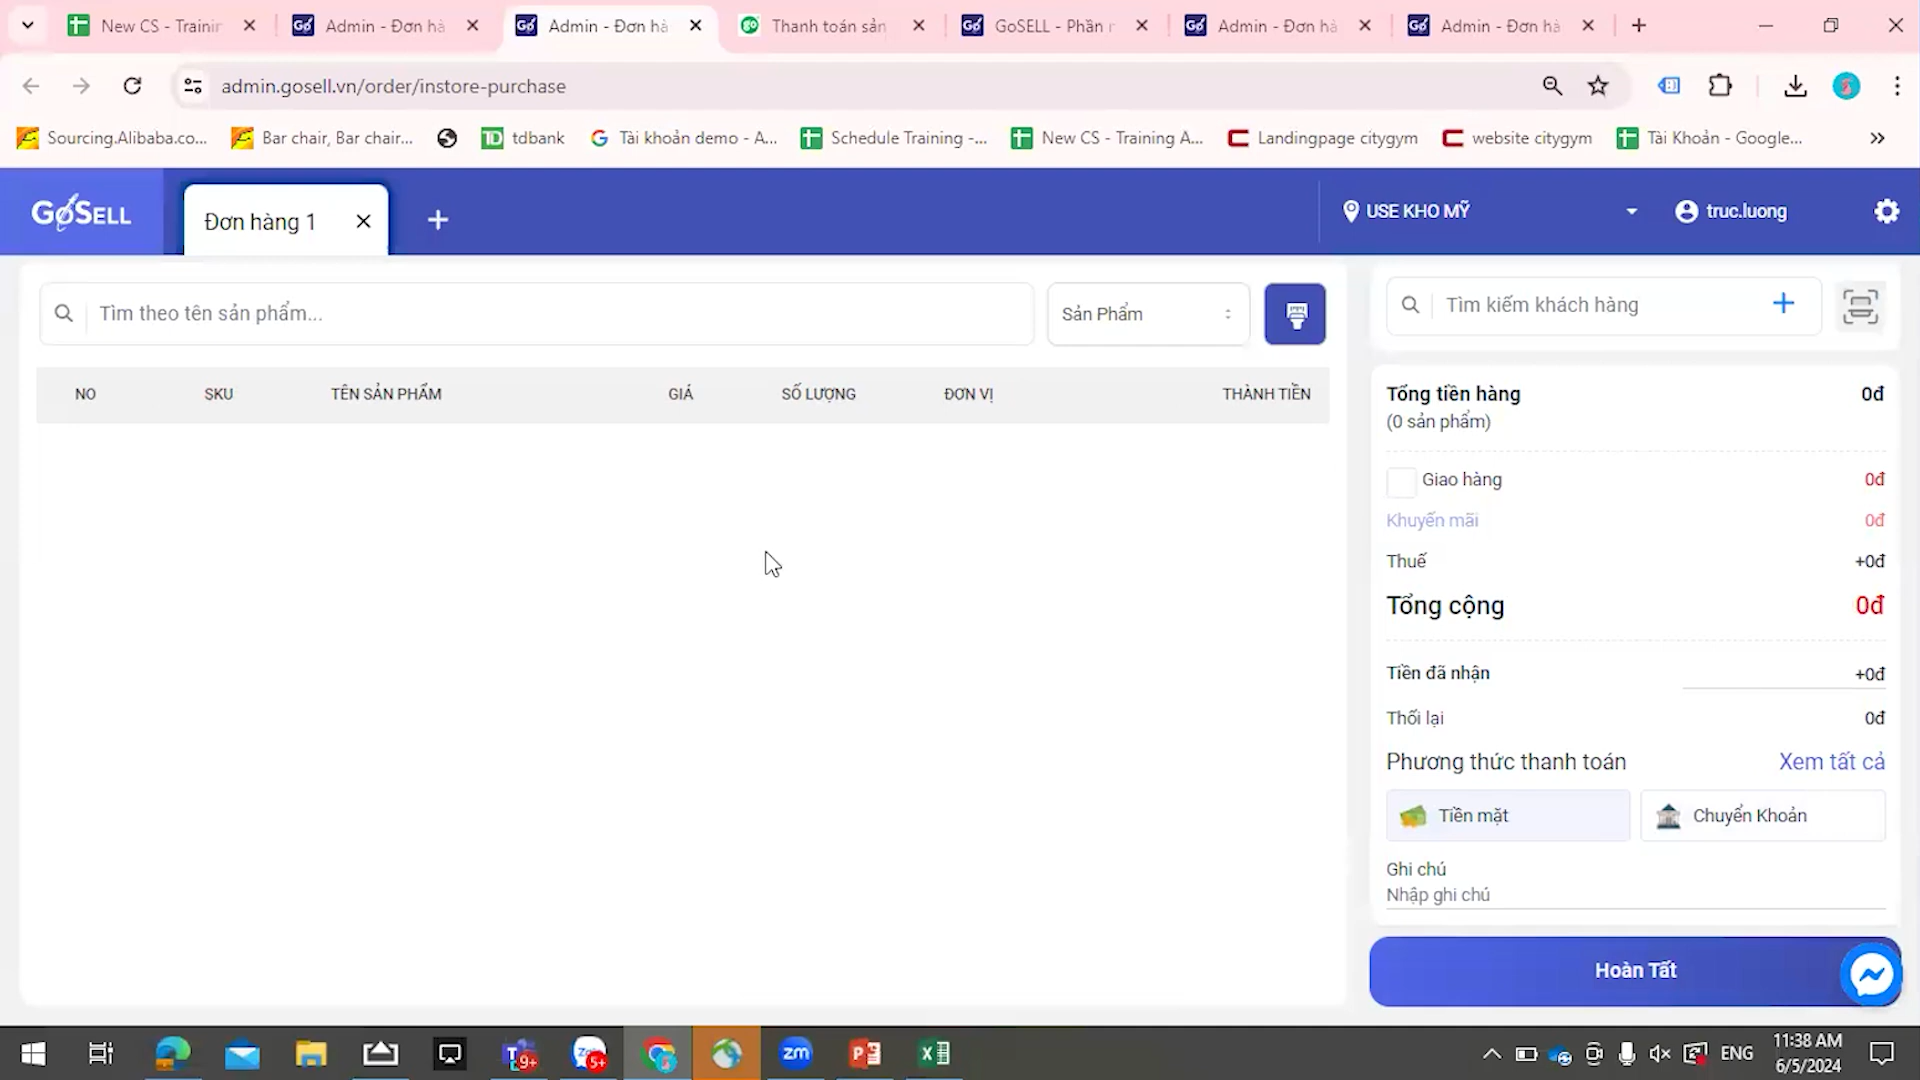 New CS - Trainin
Admin - Đơn hà
Admin - Đơn hà
Thanh toán sản
GoSELL - Phần
Admin - Đơn hà
Admin - Đơn hà
admin.gosell.vn/order/instore-purchase
Sourcing.Alibaba.co...
Bar chair, Bar chair...
tdbank
Tài khoản demo - A...
Schedule Training -...
New CS - Training A...
Landingpage citygym
website citygym
Tài Khoản - Google...
GoSELL
Đơn hàng 1
USE KHO MỸ
truc.luong
Tìm theo tên sản phẩm...
Sản Phẩm
Tìm kiếm khách hàng
NO SKU TÊN SẢN PHẨM GIÁ SỐ LƯỢNG ĐƠN VỊ THÀNH TIỀN
Tổng tiền hàng 0đ
(0 sản phẩm)
Giao hàng 0đ
Khuyến mãi 0đ
Thuế +0đ
Tổng cộng 0đ
Tiền đã nhận +0đ
Thối lại 0đ
Phương thức thanh toán Xem tất cả
Tiền mặt
Chuyển Khoản
Ghi chú
Nhập ghi chú
Hoàn Tất
9+
5+
zm
ENG
11:38 AM
6/5/2024